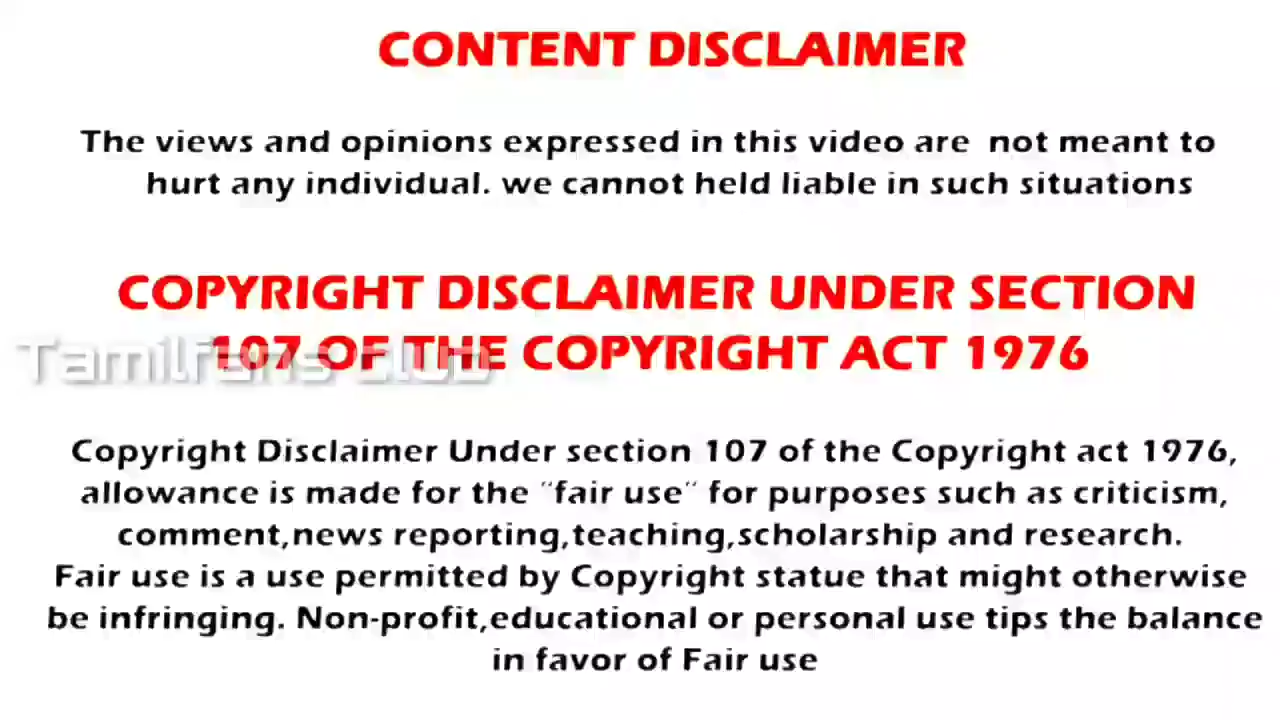 CONTENT DISCLAIMER
The views and opinions expressed in this video are not meant to
hurt any individual. we cannot held liable in such situations
COPYRIGHT DISCLAIMER UNDER SECTION
107 OF THE COPYRIGHT ACT 1976
Tamilfans club
Copyright Disclaimer Under section 107 of the Copyright act 1976,
allowance is made for the "fair use" for purposes such as criticism,
comment,news reporting,teaching,scholarship and research.
Fair use is a use permitted by Copyright statue that might otherwise
be infringing. Non-profit,educational or personal use tips the balance
in favor of Fair use